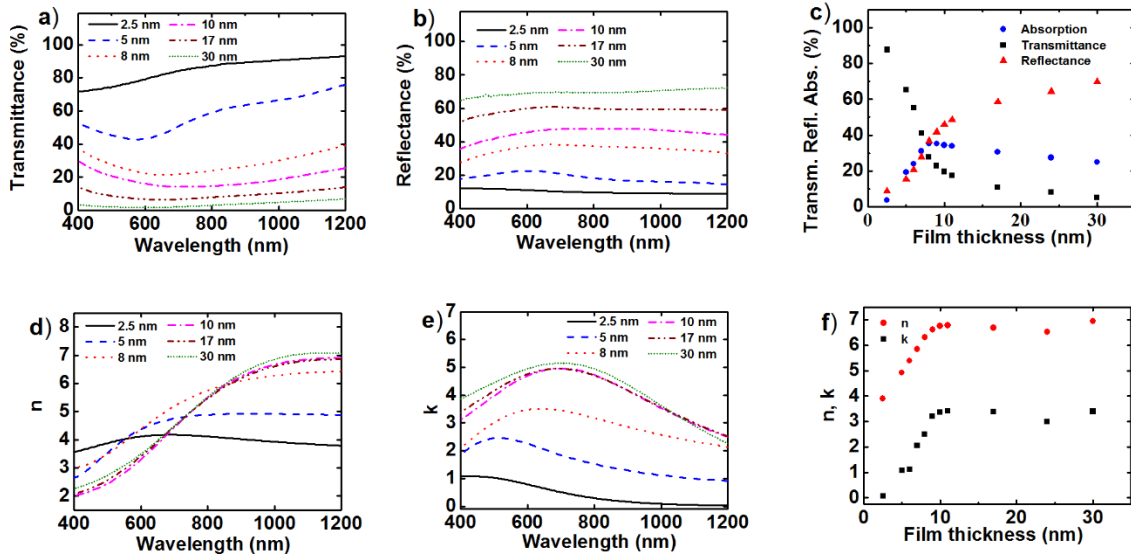 a)
2.5 nm
10 nm
5 nm
17 nm
8 nm
30 nm
Transmittance (%)
100
80
60
40
20
0
400
600
800
1000
1200
Wavelength (nm)
b)
2.5 nm
10 nm
5 nm
17 nm
8 nm
30 nm
Reflectance (%)
100
80
60
40
20
0
400
600
800
1000
1200
Wavelength (nm)
c)
Absorption
Transmittance
Reflectance
Transm. Refl. Abs. (%)
100
80
60
40
20
0
0
10
20
30
Film thickness (nm)
d)
2.5 nm
10 nm
5 nm
17 nm
8 nm
30 nm
n
8
7
6
5
4
3
2
400
600
800
1000
1200
Wavelength (nm)
e)
2.5 nm
10 nm
5 nm
17 nm
8 nm
30 nm
k
7
6
5
4
3
2
1
0
400
600
800
1000
1200
Wavelength (nm)
f)
n
k
n, k
7
6
5
4
3
2
1
0
0
10
20
30
Film thickness (nm)